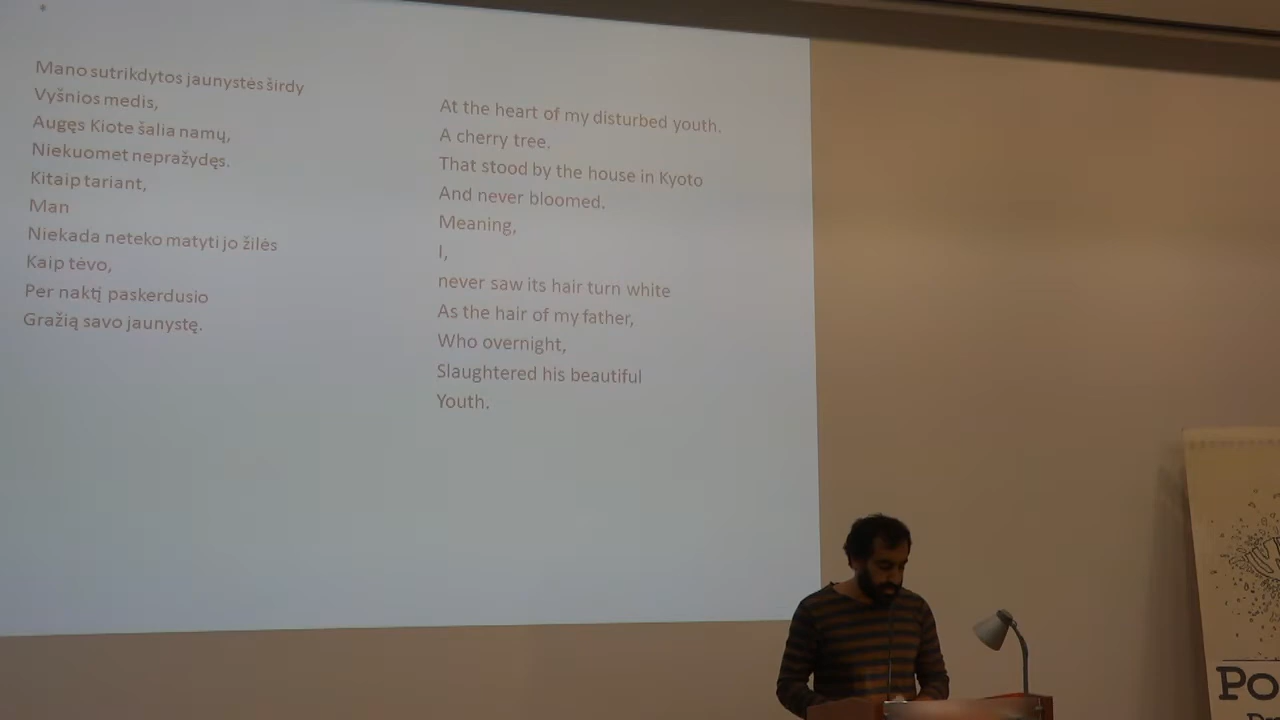 *
Mano sutrikdytos jaunystės širdy
Vyšnios medis,
Augęs Kiote šalia namų,
Niekuomet nepražydęs.
Kitaip tariant,
Man
Niekada neteko matyti jo žilės
Kaip tėvo,
Per naktį paskerdusio
Gražią savo jaunystę.
At the heart of my disturbed youth.
A cherry tree.
That stood by the house in Kyoto
And never bloomed.
Meaning,
I,
never saw its hair turn white
As the hair of my father,
Who overnight,
Slaughtered his beautiful
Youth.
Po